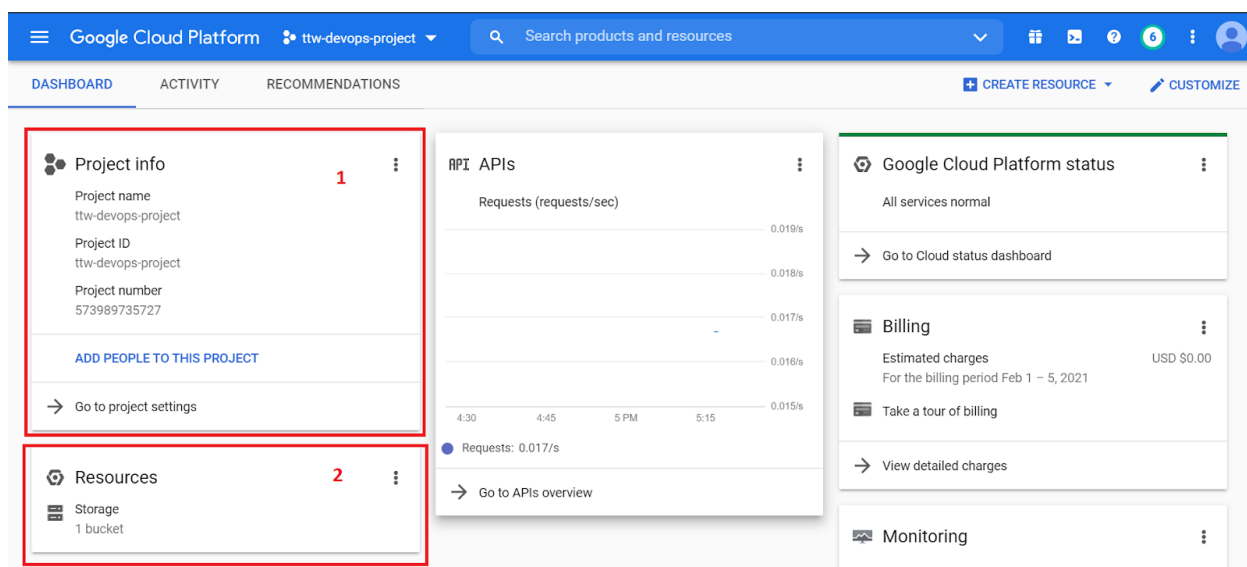 Google Cloud Platform ttw-devops-project Search products and resources 6
DASHBOARD ACTIVITY RECOMMENDATIONS CREATE RESOURCE CUSTOMIZE
Project info 1
Project name
ttw-devops-project
Project ID
ttw-devops-project
Project number
573989735727
ADD PEOPLE TO THIS PROJECT
Go to project settings
Resources 2
Storage
1 bucket
API APIs
Requests (requests/sec)
0.019/s
0.018/s
0.017/s
0.016/s
0.015/s
4:30 4:45 5 PM 5:15
Requests: 0.017/s
Go to APIs overview
Google Cloud Platform status
All services normal
Go to Cloud status dashboard
Billing
Estimated charges USD $0.00
For the billing period Feb 1 – 5, 2021
Take a tour of billing
View detailed charges
Monitoring